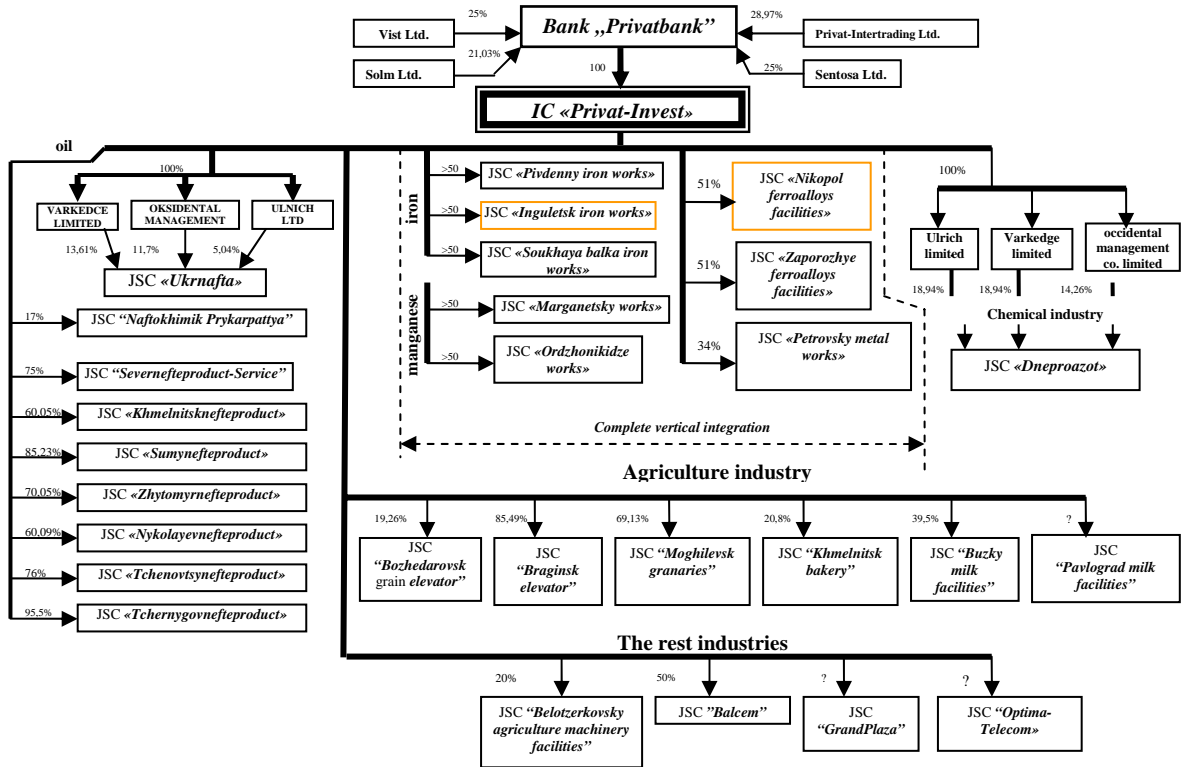 25%
Vist Ltd.
21,03%
Solm Ltd.
Bank „Privatbank”
28,97%
Privat-Intertrading Ltd.
25%
Sentosa Ltd.
100
IC «Privat-Invest»
oil
100%
VARKEDCE
LIMITED
OKSIDENTAL
MANAGEMENT
ULNICH
LTD
13,61%
11,7%
5,04%
JSC «Ukrnafta»
17%
JSC “Naftokhimik Prykarpattya”
75%
JSC “Severnefteproduct-Service”
60,05%
JSC «Khmelnitsknefteproduct»
85,23%
JSC «Sumynefteproduct»
70,05%
JSC «Zhytomyrnefteproduct»
60,09%
JSC «Nykolayevnefteproduct»
76%
JSC «Tchenovtsynefteproduct»
95,5%
JSC «Tchernygovnefteproduct»
iron
>50
JSC «Pivdenny iron works»
>50
JSC «Inguletsk iron works»
>50
JSC «Soukhaya balka iron
works»
manganese
>50
JSC «Marganetsky works»
>50
JSC «Ordzhonikidze
works»
51%
JSC «Nikopol
ferroalloys
facilities»
51%
JSC «Zaporozhye
ferroalloys
facilities»
34%
JSC «Petrovsky metal
works»
Complete vertical integration
100%
Ulrich
limited
Varkedge
limited
occidental
management
co. limited
18,94%
18,94%
14,26%
Chemical industry
JSC «Dneproazot»
Agriculture industry
19,26%
JSC
“Bozhedarovsk
grain elevator”
85,49%
JSC
“Braginsk
elevator”
69,13%
JSC “Moghilevsk
granaries”
20,8%
JSC “Khmelnitsk
bakery”
39,5%
JSC “Buzky
milk
facilities”
?
JSC
“Pavlograd milk
facilities”
The rest industries
20%
JSC “Belotzerkovsky
agriculture machinery
facilities”
50%
JSC “Balcem”
?
JSC
“GrandPlaza”
?
JSC “Optima-
Telecom»